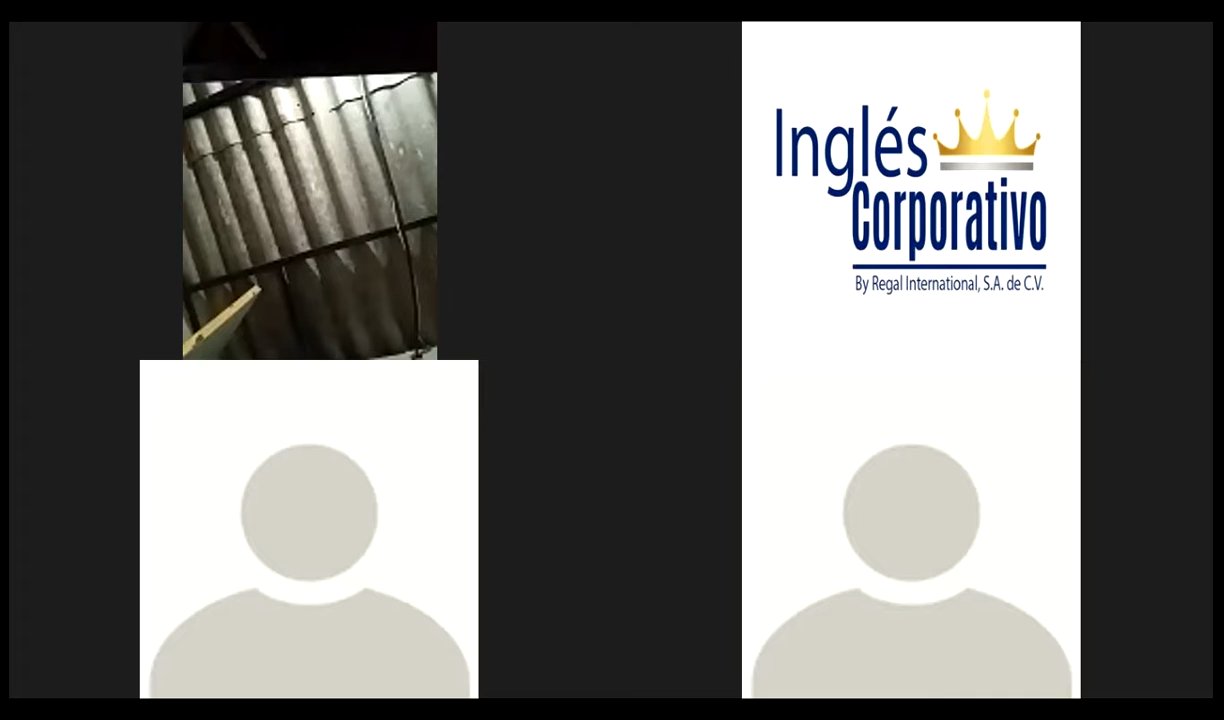 Inglés
Corporativo
By Regal International, S.A. de C.V.